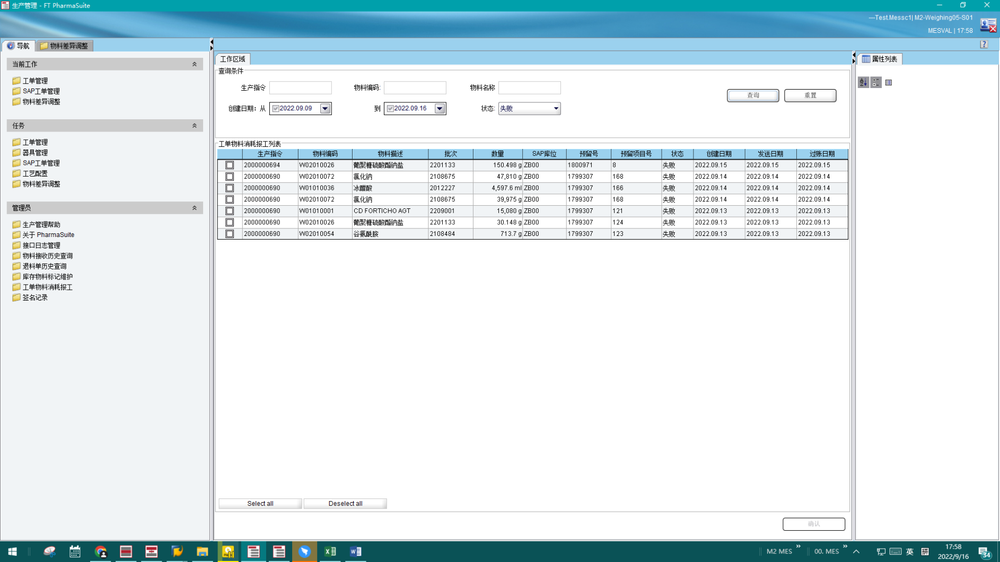 生产管理 - FT PharmaSuite
---Test.Messc1| M2-Weighing05-S01
MESVAL | 17:58
导航 物料差异调整
当前工作
工单管理
SAP工单管理
物料差异调整
任务
工单管理
器具管理
SAP工单管理
工艺配置
物料差异调整
管理员
生产管理帮助
关于 PharmaSuite
接口日志管理
物料接收历史查询
退料单历史查询
库存物料标记维护
工单物料消耗报工
签名记录
工作区域
查询条件
生产指令 物料编码: 物料名称
查询 重置
创建日期: 从 2022.09.09 到 2022.09.16 状态: 失败
工单物料消耗报工列表
生产指令 物料编码 物料描述 批次 数量 SAP库位 预留号 预留项目号 状态 创建日期 发送日期 过账日期
2000000694 W02010026 葡聚糖硫酸酯钠盐 2201133 150.498 g ZB00 1800971 8 失败 2022.09.15 2022.09.15 2022.09.15
2000000690 W02010072 氯化钠 2108675 47,810 g ZB00 1799307 168 失败 2022.09.14 2022.09.14 2022.09.14
2000000690 W01010036 冰醋酸 2012227 4,597.6 ml ZB00 1799307 166 失败 2022.09.14 2022.09.14 2022.09.14
2000000690 W02010072 氯化钠 2108675 39,975 g ZB00 1799307 168 失败 2022.09.14 2022.09.14 2022.09.14
2000000690 W01010001 CD FORTICHO AGT 2209001 15,080 g ZB00 1799307 121 失败 2022.09.13 2022.09.13 2022.09.13
2000000690 W02010026 葡聚糖硫酸酯钠盐 2201133 30.148 g ZB00 1799307 124 失败 2022.09.13 2022.09.13 2022.09.13
2000000690 W02010054 谷氨酰胺 2108484 713.7 g ZB00 1799307 123 失败 2022.09.13 2022.09.13 2022.09.13
Select all Deselect all
确认
属性列表
M2 MES 00. MES 英 17:58
2022/9/16
34